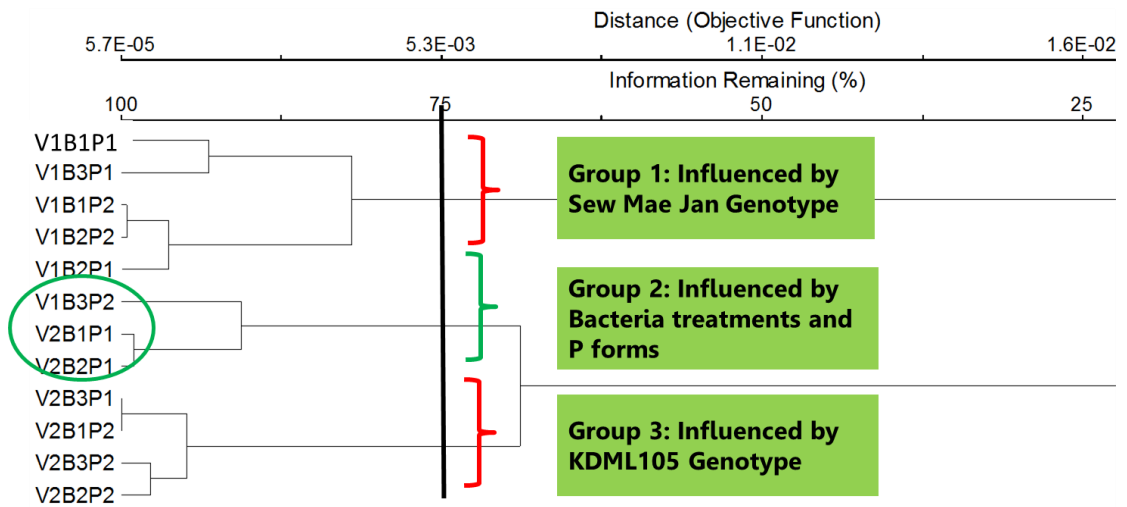 Distance (Objective Function)
5.7E-05 5.3E-03 1.1E-02 1.6E-02
Information Remaining (%)
100 75 50 25
V1B1P1
V1B3P1
V1B1P2
V1B2P2
V1B2P1
V1B3P2
V2B1P1
V2B2P1
V2B3P1
V2B1P2
V2B3P2
V2B2P2
Group 1: Influenced by
Sew Mae Jan Genotype
Group 2: Influenced by
Bacteria treatments and
P forms
Group 3: Influenced by
KDML105 Genotype